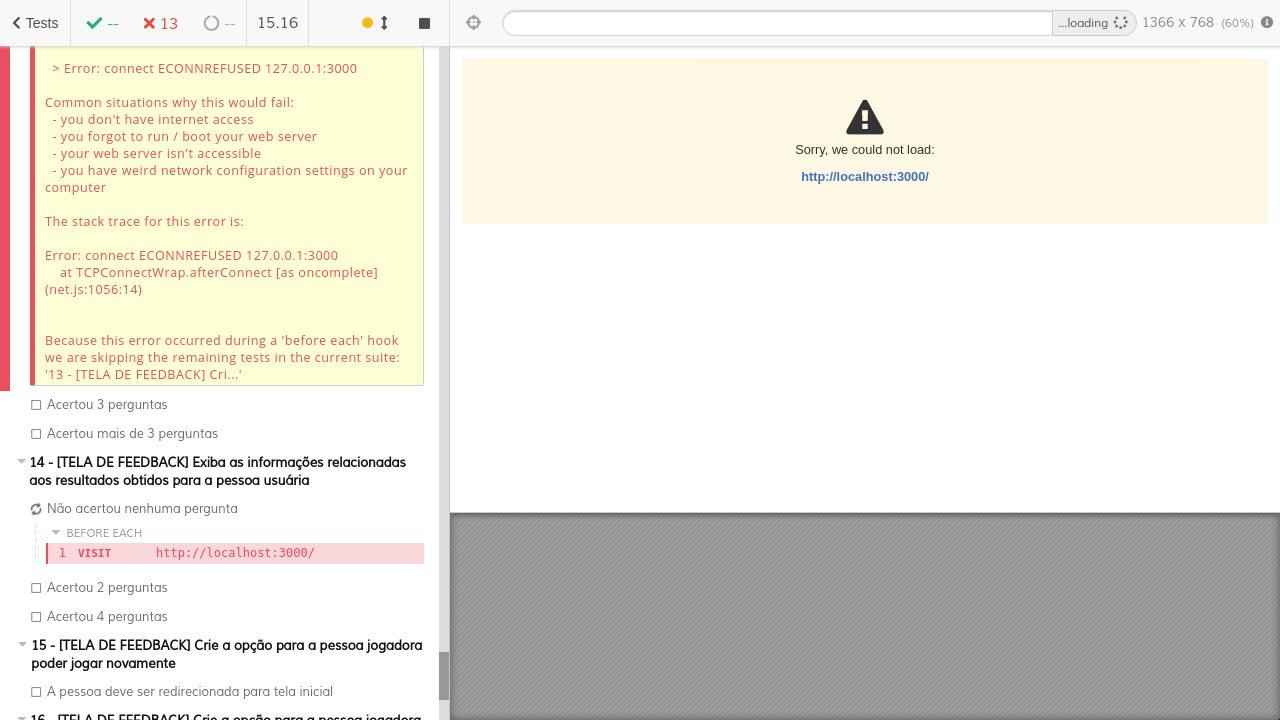 Tests
--
13
--
15.16
...loading
1366 x 768 (60%)
> Error: connect ECONNREFUSED 127.0.0.1:3000
Common situations why this would fail:
- you don't have internet access
- you forgot to run / boot your web server
- your web server isn't accessible
- you have weird network configuration settings on your
computer
The stack trace for this error is:
Error: connect ECONNREFUSED 127.0.0.1:3000
at TCPConnectWrap.afterConnect [as oncomplete]
(net.js:1056:14)
Because this error occurred during a 'before each' hook
we are skipping the remaining tests in the current suite:
'13 - [TELA DE FEEDBACK] Cri...'
Acertou 3 perguntas
Acertou mais de 3 perguntas
14 - [TELA DE FEEDBACK] Exiba as informações relacionadas
aos resultados obtidos para a pessoa usuária
Não acertou nenhuma pergunta
BEFORE EACH
1 VISIT http://localhost:3000/
Acertou 2 perguntas
Acertou 4 perguntas
15 - [TELA DE FEEDBACK] Crie a opção para a pessoa jogadora
poder jogar novamente
A pessoa deve ser redirecionada para tela inicial
16 - [TELA DE FEEDBACK] Crie a opção para a pessoa jogadora
Sorry, we could not load:
http://localhost:3000/